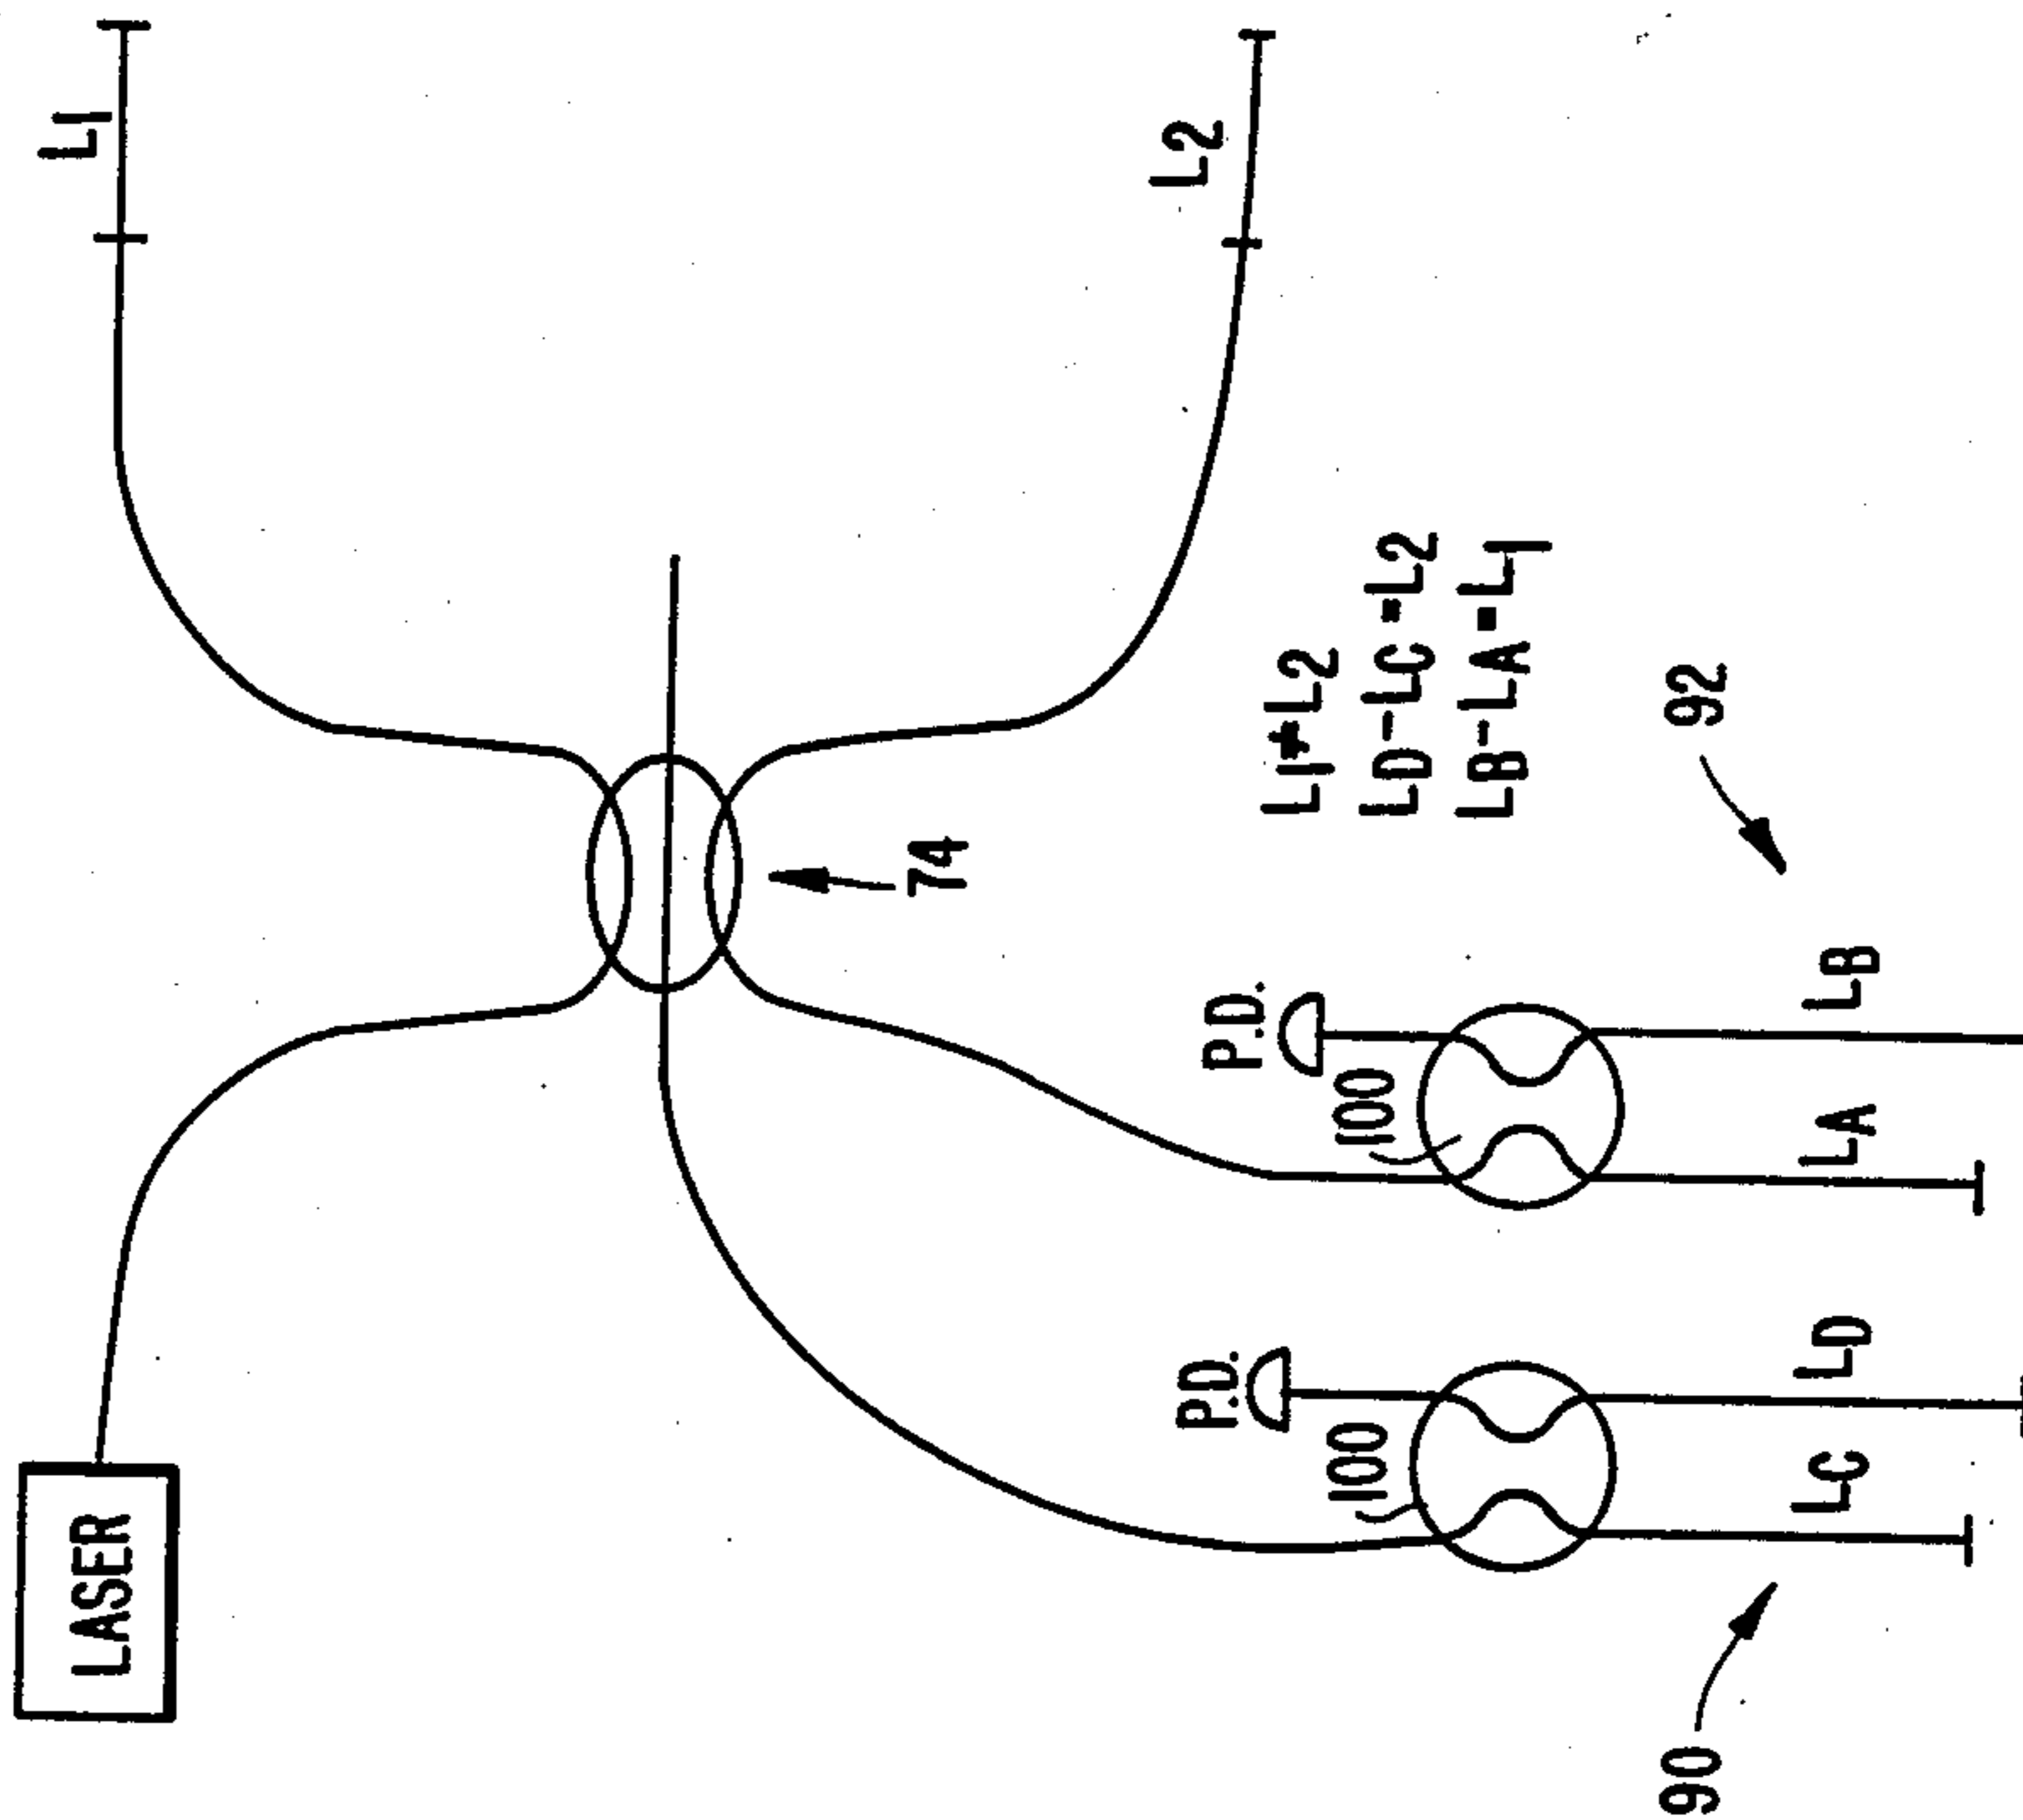 LASER
L1
74
L2
P.D.
P.D.
L1≠L2
LD-LC=L2
LB-LA=L1
100
100
90
92
LC
LD
LA
LB